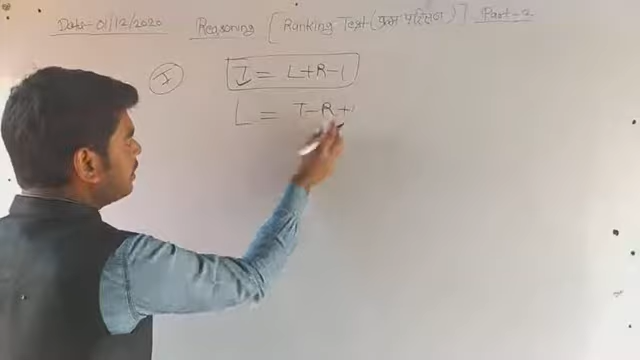 Date-01/12/2020 Reasoning [Ranking Test (क्रम परीक्षण)] Part-2
I T = L+R-1
L = T-R+1